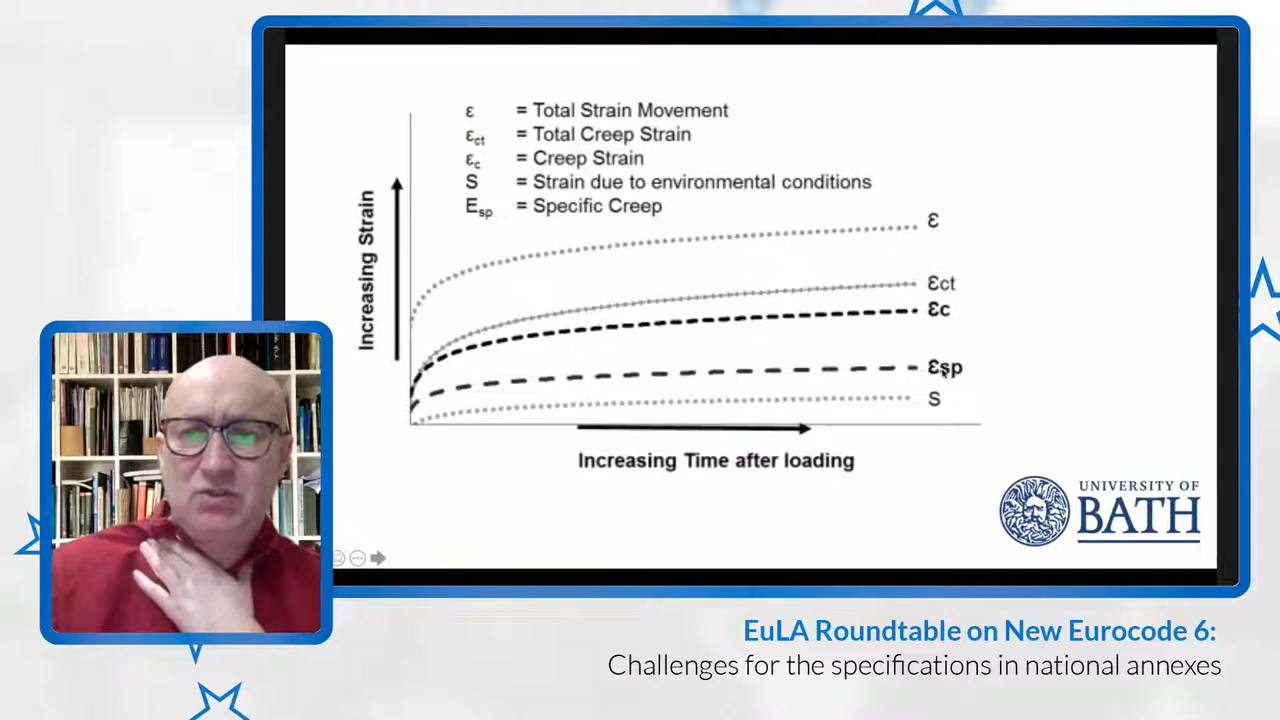 ε = Total Strain Movement
εct = Total Creep Strain
εc = Creep Strain
S = Strain due to environmental conditions
Esp = Specific Creep
Increasing Strain
ε
εct
εc
εsp
S
Increasing Time after loading
UNIVERSITY OF
BATH
EuLA Roundtable on New Eurocode 6:
Challenges for the specifications in national annexes